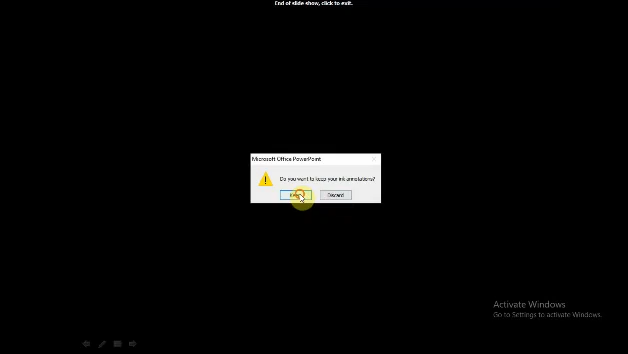 End of slide show, click to exit.
Microsoft Office PowerPoint
Do you want to keep your ink annotations?
Discard
Activate Windows
Go to Settings to activate Windows.